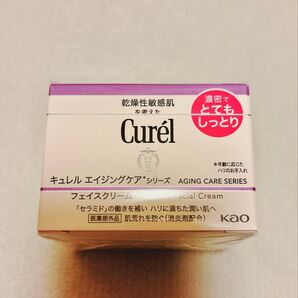 乾燥性敏感肌
を考えた
Curél
濃密で
とても
しっとり
*年齢に応じた
ハリのお手入れ
キュレル エイジングケア*シリーズ AGING CARE SERIES
フェイスクリーム Facial Cream
「セラミド」の働きを補い ハリに満ちた潤い肌へ
医薬部外品 肌荒れを防ぐ（消炎剤配合）
Kao